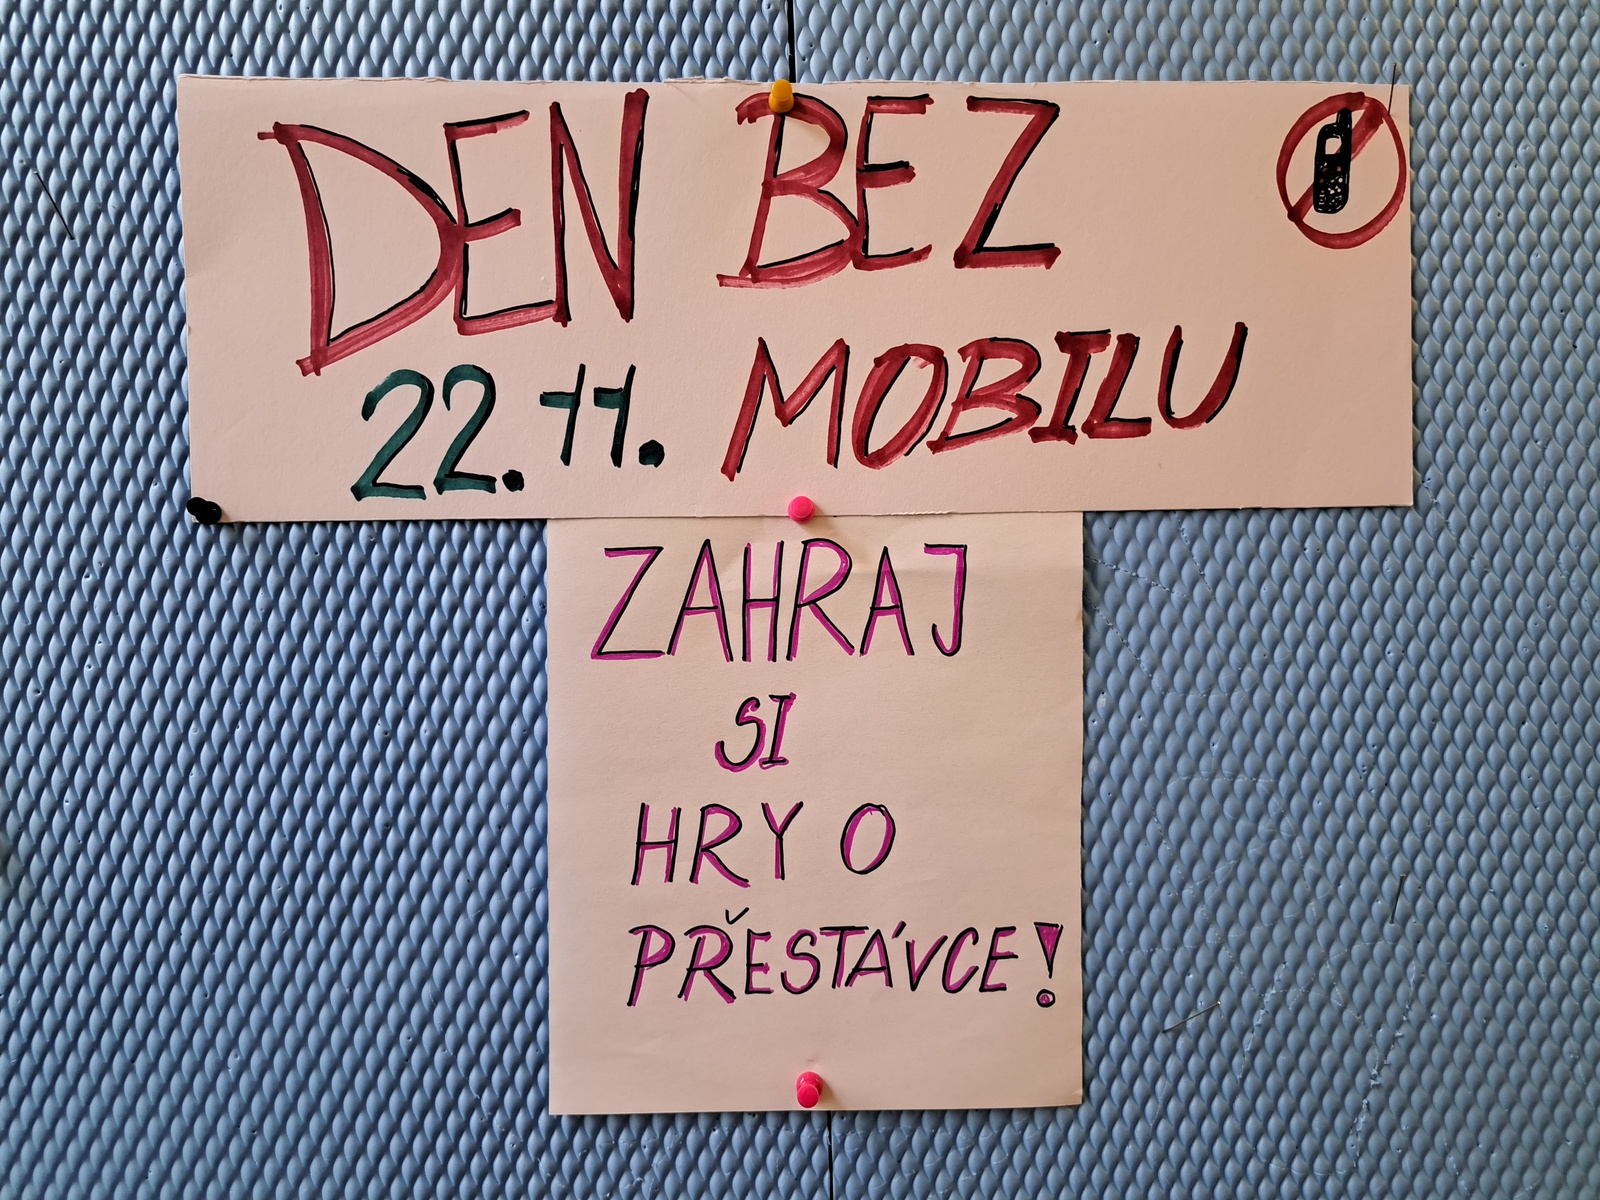 DEN BEZ
22.11. MOBILU
ZAHRAJ
SI
HRY O
PŘESTÁVCE!